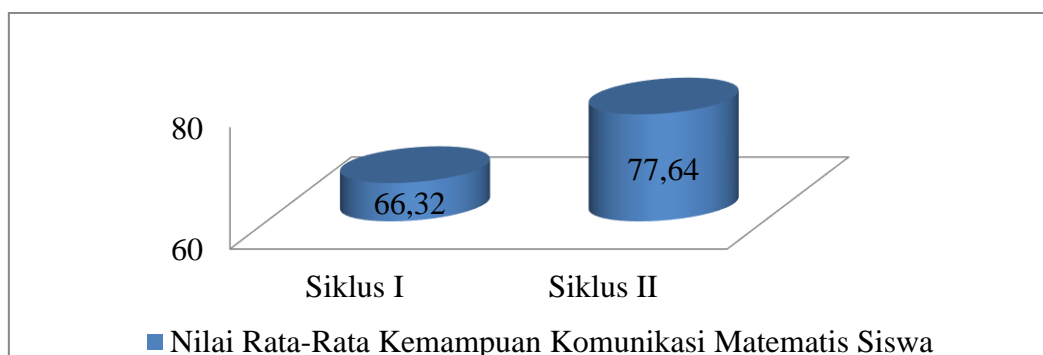 80
60
66,32
77,64
Siklus I
Siklus II
Nilai Rata-Rata Kemampuan Komunikasi Matematis Siswa